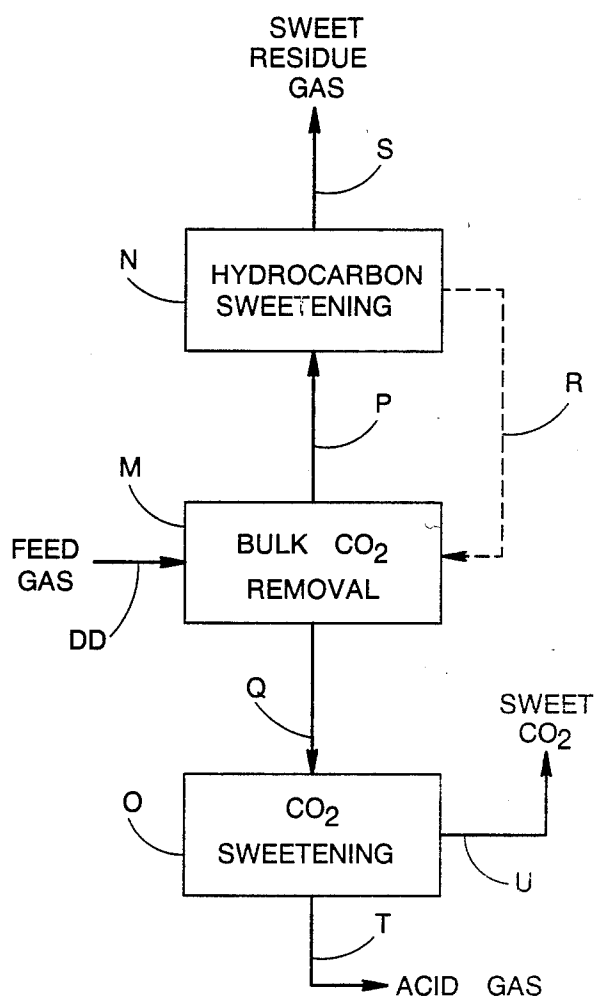 SWEET
RESIDUE
GAS
S
N
HYDROCARBON
SWEETENING
R
P
M
FEED
GAS
BULK CO2
REMOVAL
DD
Q
SWEET
CO2
O
CO2
SWEETENING
U
T
ACID GAS